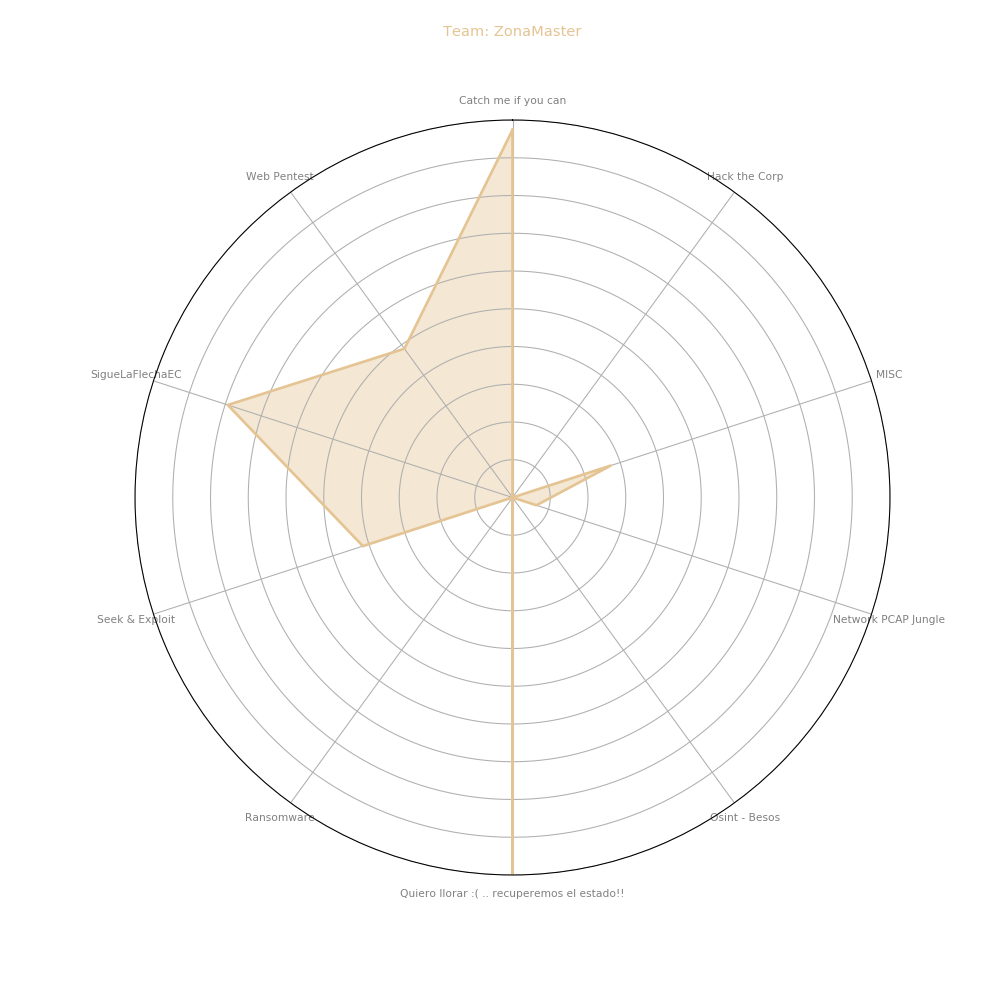 Team: ZonaMaster
Catch me if you can
Web Pentest
Hack the Corp
SigueLaFlechaEC
MISC
Seek & Exploit
Network PCAP Jungle
Ransomware
Osint - Besos
Quiero llorar :( .. recuperemos el estado!!